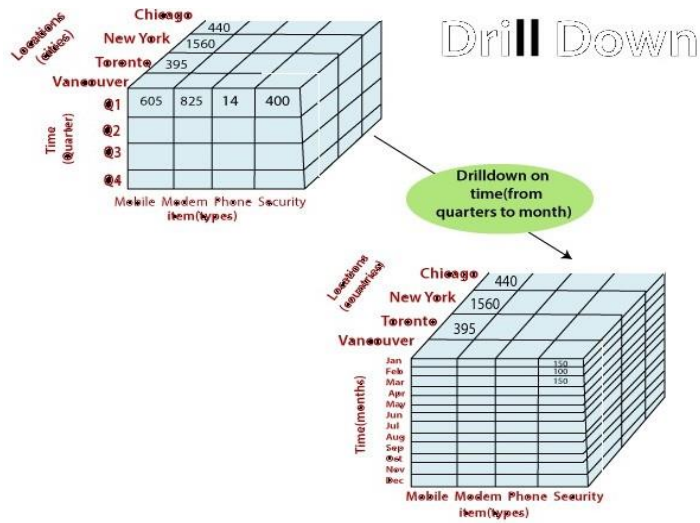 Drill Down
Locations
(cities)
Chicago
New York
Toronto
Vancouver
440
1560
395
Time
(Quarter)
Q1
Q2
Q3
Q4
605 825 14 400
Mobile Modem Phone Security
item(types)
Drilldown on
time(from
quarters to month)
Locations
(countries)
Chicago
New York
Toronto
Vancouver
440
1560
395
Time(months)
Jan
Feb
Mar
Apr
May
Jun
Jul
Aug
Sep
Ost
Nov
Dec
150
100
150
Mobile Modem Phone Security
item(types)